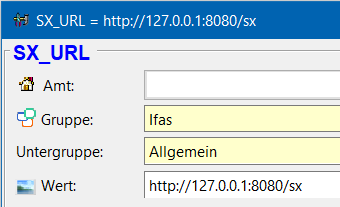 SX_URL = http://127.0.0.1:8080/sx
SX_URL
Amt:
Gruppe: Ifas
Untergruppe: Allgemein
Wert: http://127.0.0.1:8080/sx